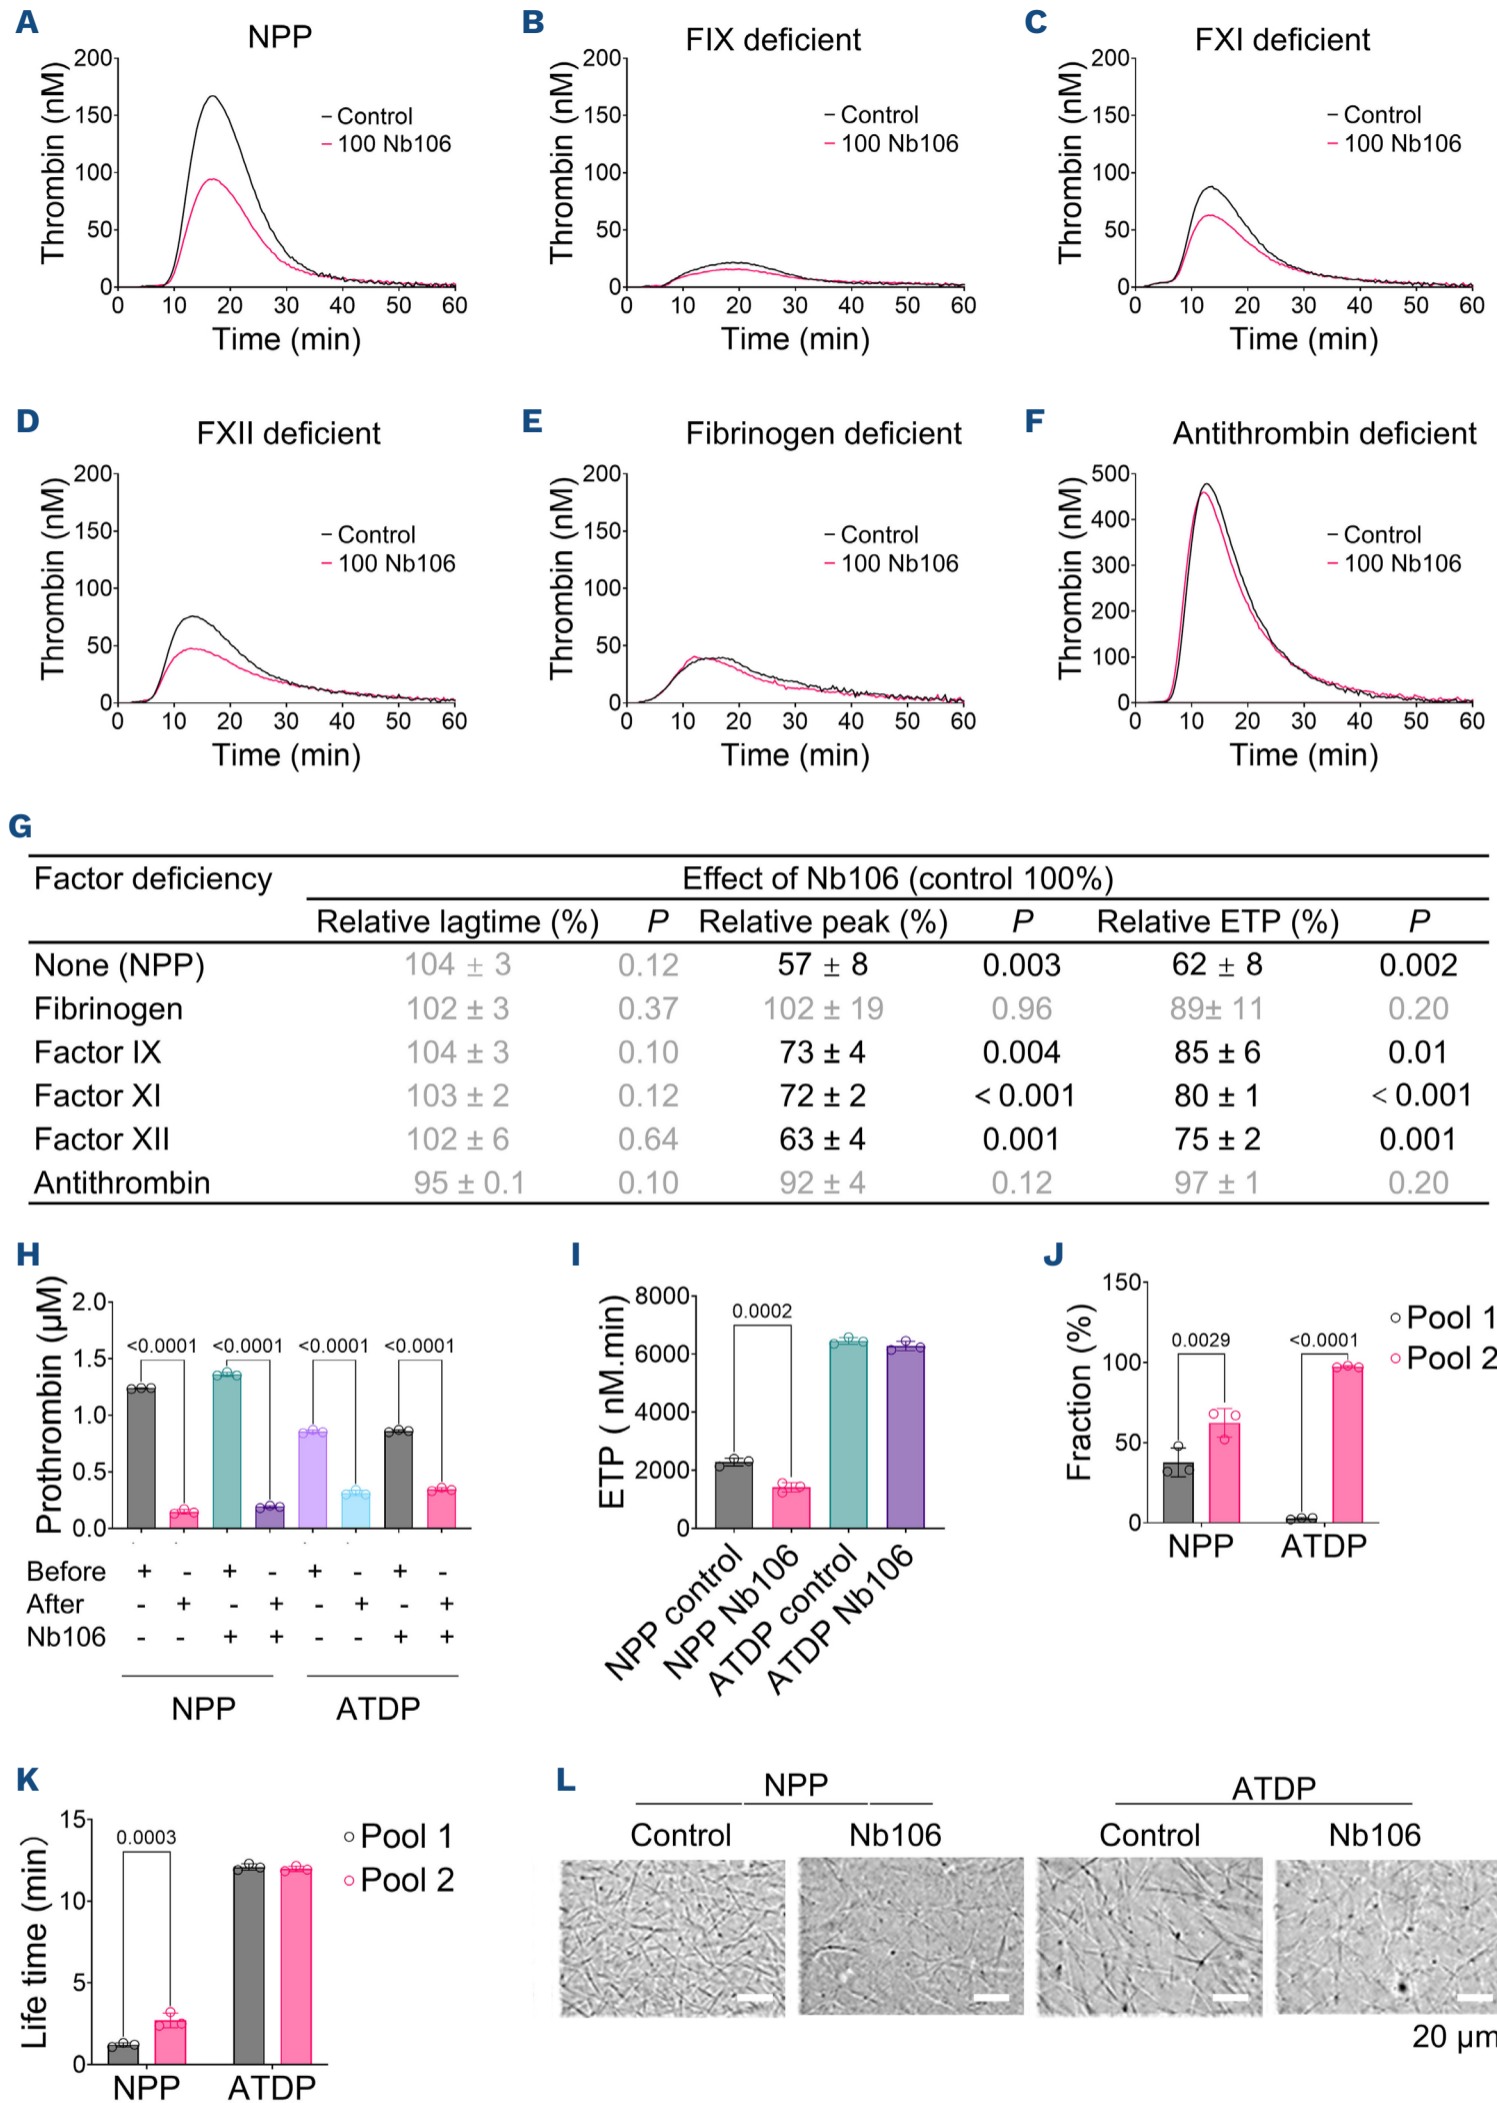 A
NPP
Thrombin (nM)
200
150
100
50
0
0 10 20 30 40 50 60
Time (min)
Control
100 Nb106
B
FIX deficient
Thrombin (nM)
200
150
100
50
0
0 10 20 30 40 50 60
Time (min)
Control
100 Nb106
C
FXI deficient
Thrombin (nM)
200
150
100
50
0
0 10 20 30 40 50 60
Time (min)
Control
100 Nb106
D
FXII deficient
Thrombin (nM)
200
150
100
50
0
0 10 20 30 40 50 60
Time (min)
Control
100 Nb106
E
Fibrinogen deficient
Thrombin (nM)
200
150
100
50
0
0 10 20 30 40 50 60
Time (min)
Control
100 Nb106
F
Antithrombin deficient
Thrombin (nM)
500
400
300
200
100
0
0 10 20 30 40 50 60
Time (min)
Control
100 Nb106
G
Factor deficiency Effect of Nb106 (control 100%)
Relative lagtime (%) P Relative peak (%) P Relative ETP (%) P
None (NPP) 104 ± 3 0.12 57 ± 8 0.003 62 ± 8 0.002
Fibrinogen 102 ± 3 0.37 102 ± 19 0.96 89± 11 0.20
Factor IX 104 ± 3 0.10 73 ± 4 0.004 85 ± 6 0.01
Factor XI 103 ± 2 0.12 72 ± 2 < 0.001 80 ± 1 < 0.001
Factor XII 102 ± 6 0.64 63 ± 4 0.001 75 ± 2 0.001
Antithrombin 95 ± 0.1 0.10 92 ± 4 0.12 97 ± 1 0.20
H
Prothrombin (µM)
2.0
1.5
1.0
0.5
0.0
<0.0001 <0.0001 <0.0001 <0.0001
Before + - + - + - + -
After - + - + - + - +
Nb106 - - + + - - + +
NPP ATDP
I
ETP ( nM.min)
8000
6000
4000
2000
0
0.0002
NPP control
NPP Nb106
ATDP control
ATDP Nb106
J
Fraction (%)
150
100
50
0
0.0029 <0.0001
NPP ATDP
Pool 1
Pool 2
K
Life time (min)
15
10
5
0
0.0003
NPP ATDP
Pool 1
Pool 2
L
NPP ATDP
Control Nb106 Control Nb106
20 µm